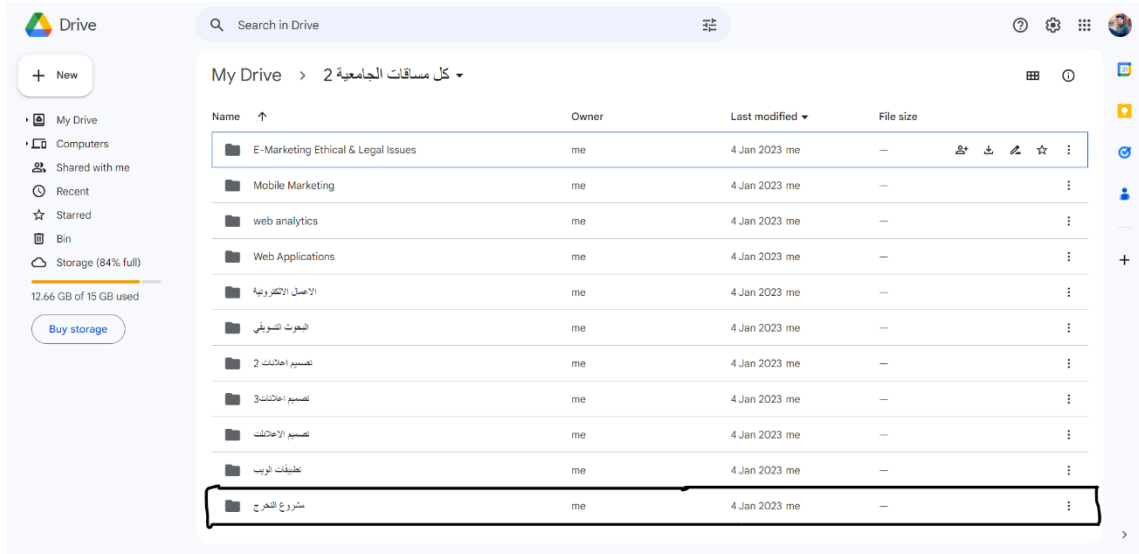 Drive
Search in Drive
New
My Drive
Computers
Shared with me
Recent
Starred
Bin
Storage (84% full)
12.66 GB of 15 GB used
Buy storage
My Drive > كل مساقات الجامعية 2
Name Owner Last modified File size
E-Marketing Ethical & Legal Issues me 4 Jan 2023 me —
Mobile Marketing me 4 Jan 2023 me —
web analytics me 4 Jan 2023 me —
Web Applications me 4 Jan 2023 me —
الاعمال الالكترونية me 4 Jan 2023 me —
البحوث التسويقي me 4 Jan 2023 me —
تصميم اعلانات 2 me 4 Jan 2023 me —
تصميم اعلانات3 me 4 Jan 2023 me —
تصميم الاعلانات me 4 Jan 2023 me —
تطبيقات الويب me 4 Jan 2023 me —
مشروع التخرج me 4 Jan 2023 me —